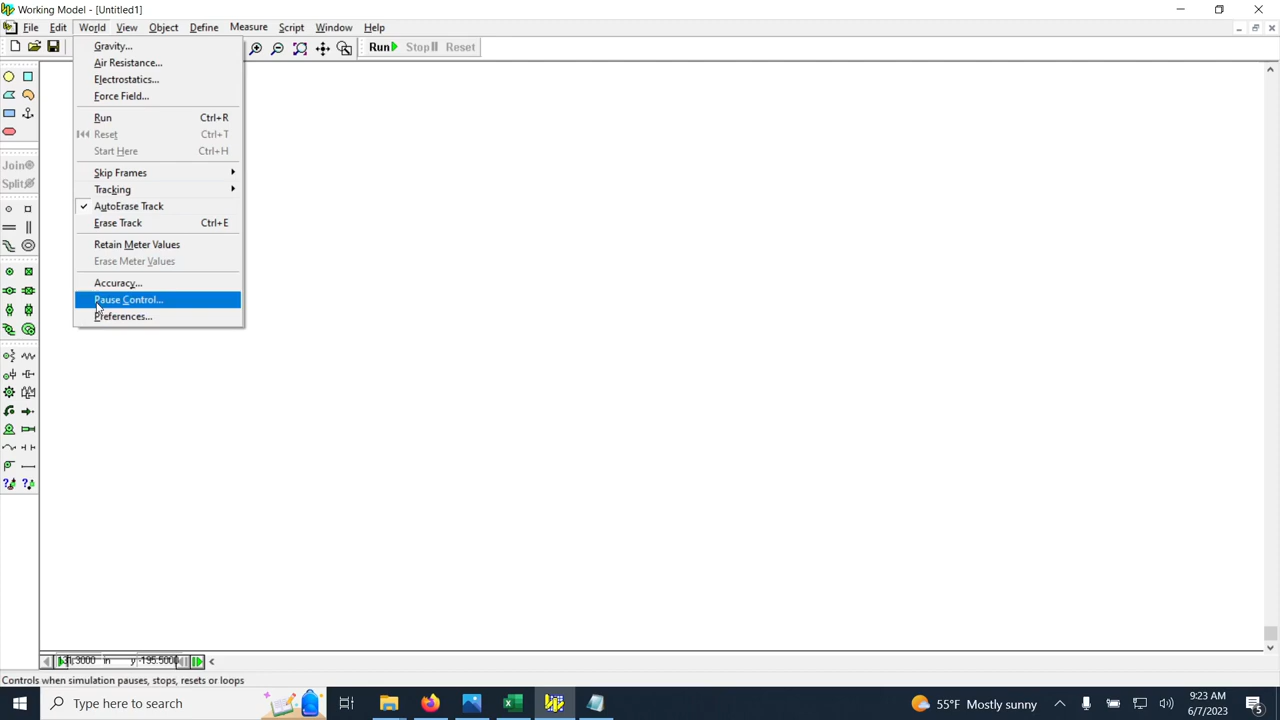 Working Model - [Untitled1]
File Edit World View Object Define Measure Script Window Help
Run Stop Reset
Gravity...
Air Resistance...
Electrostatics...
Force Field...
Run Ctrl+R
Reset Ctrl+T
Start Here Ctrl+H
Skip Frames
Tracking
AutoErase Track
Erase Track Ctrl+E
Retain Meter Values
Erase Meter Values
Accuracy...
Pause Control...
Preferences...
Join
Split
in y -195.5000
Controls when simulation pauses, stops, resets or loops
Type here to search
55°F Mostly sunny
9:23 AM
6/7/2023
5